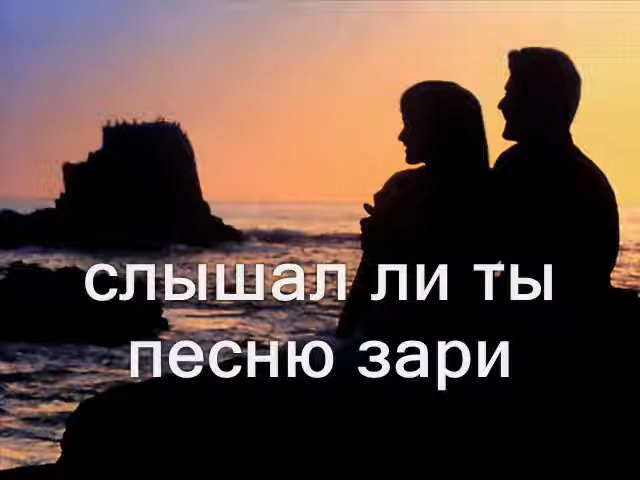 слышал ли ты
песню зари